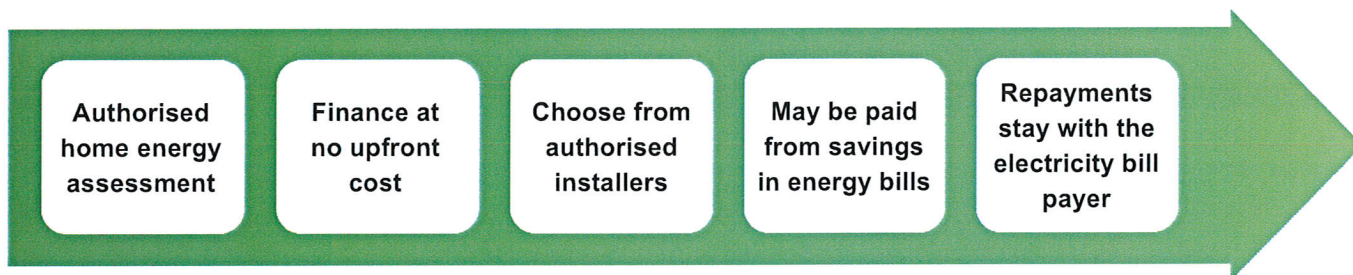 Authorised
home energy
assessment
Finance at
no upfront
cost
Choose from
authorised
installers
May be paid
from savings
in energy bills
Repayments
stay with the
electricity bill
payer